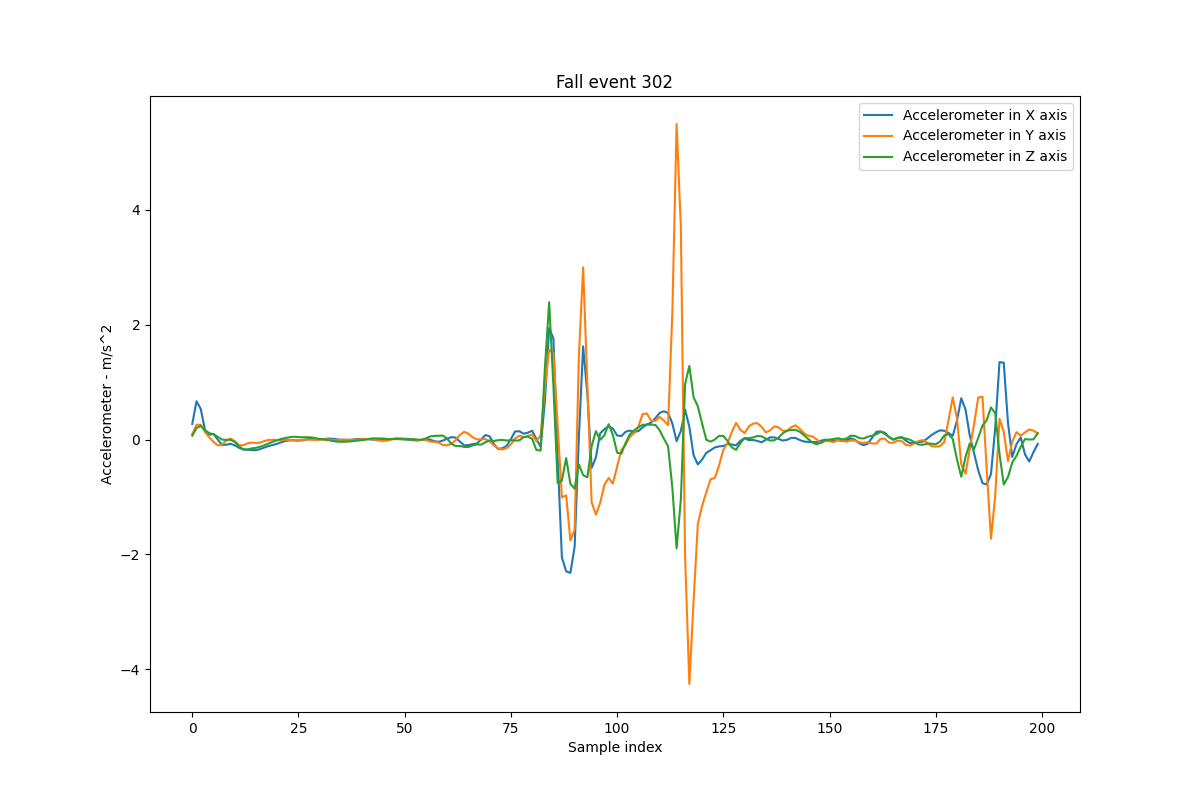 Fall event 302
Accelerometer in X axis
Accelerometer in Y axis
Accelerometer in Z axis
4
2
0
−2
−4
Accelerometer - m/s^2
0 25 50 75 100 125 150 175 200
Sample index